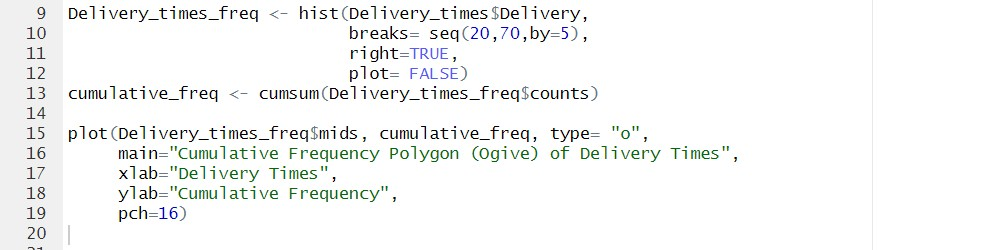 9 Delivery_times_freq <- hist(Delivery_times$Delivery,
10 breaks= seq(20,70,by=5),
11 right=TRUE,
12 plot= FALSE)
13 cumulative_freq <- cumsum(Delivery_times_freq$counts)
14
15 plot(Delivery_times_freq$mids, cumulative_freq, type= "o",
16 main="Cumulative Frequency Polygon (Ogive) of Delivery Times",
17 xlab="Delivery Times",
18 ylab="Cumulative Frequency",
19 pch=16)
20